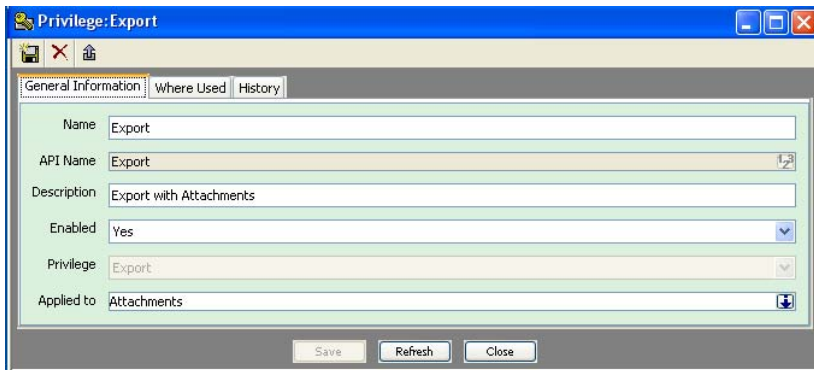 Privilege:Export
General Information Where Used History
Name Export
API Name Export
Description Export with Attachments
Enabled Yes
Privilege Export
Applied to Attachments
Save Refresh Close